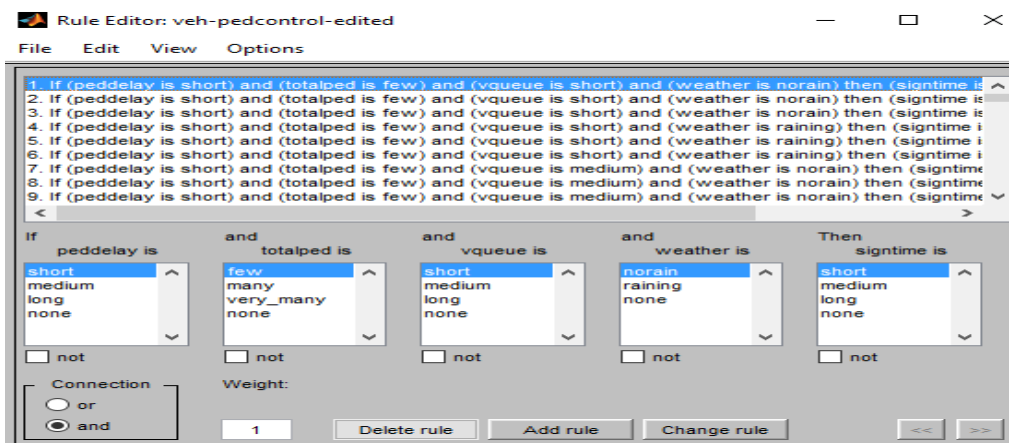 Rule Editor: veh-pedcontrol-edited
File Edit View Options
1. If (peddelay is short) and (totalped is few) and (vqueue is short) and (weather is norain) then (signtime is
2. If (peddelay is short) and (totalped is few) and (vqueue is short) and (weather is norain) then (signtime is
3. If (peddelay is short) and (totalped is few) and (vqueue is short) and (weather is norain) then (signtime is
4. If (peddelay is short) and (totalped is few) and (vqueue is short) and (weather is raining) then (signtime i
5. If (peddelay is short) and (totalped is few) and (vqueue is short) and (weather is raining) then (signtime i
6. If (peddelay is short) and (totalped is few) and (vqueue is short) and (weather is raining) then (signtime i
7. If (peddelay is short) and (totalped is few) and (vqueue is medium) and (weather is norain) then (signtime
8. If (peddelay is short) and (totalped is few) and (vqueue is medium) and (weather is norain) then (signtime
9. If (peddelay is short) and (totalped is few) and (vqueue is medium) and (weather is norain) then (signtime
If and and and Then
peddelay is totalped is vqueue is weather is signtime is
short few short norain short
medium many medium raining medium
long very_many long none long
none none none none
not not not not not
Connection Weight:
or
and 1 Delete rule Add rule Change rule << >>